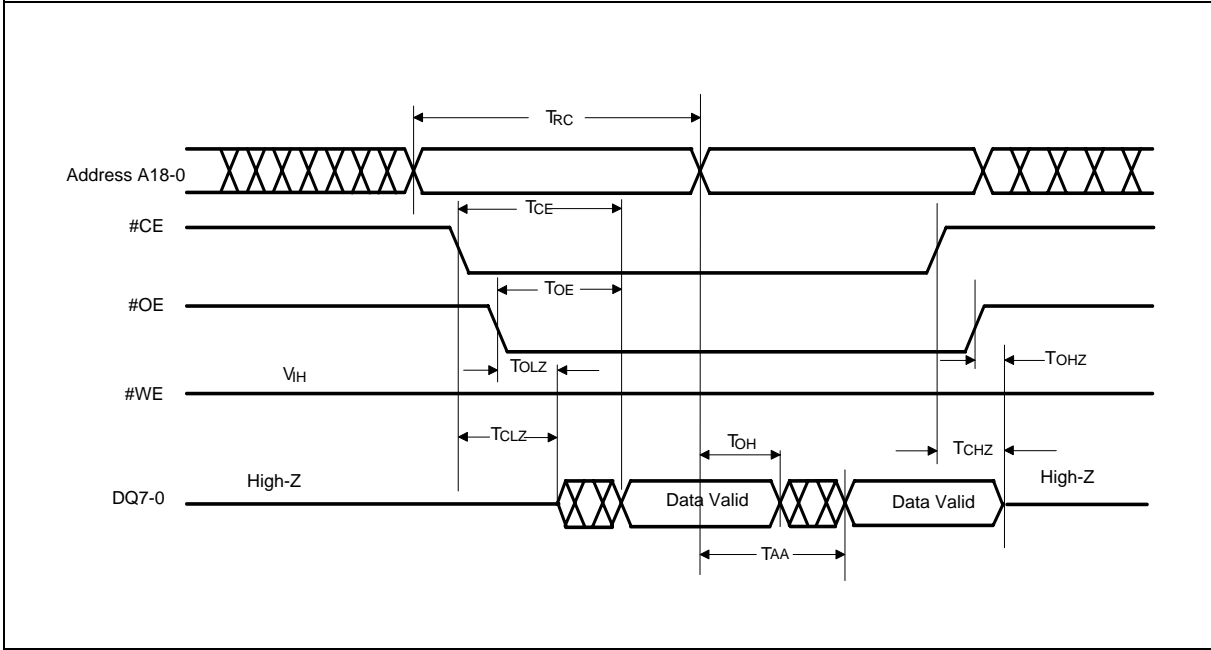 TRC
Address A18-0
TCE
#CE
TOE
#OE
TOLZ
TOHZ
VIH
#WE
TCLZ
TOH
TCHZ
High-Z
High-Z
DQ7-0
Data Valid
Data Valid
TAA